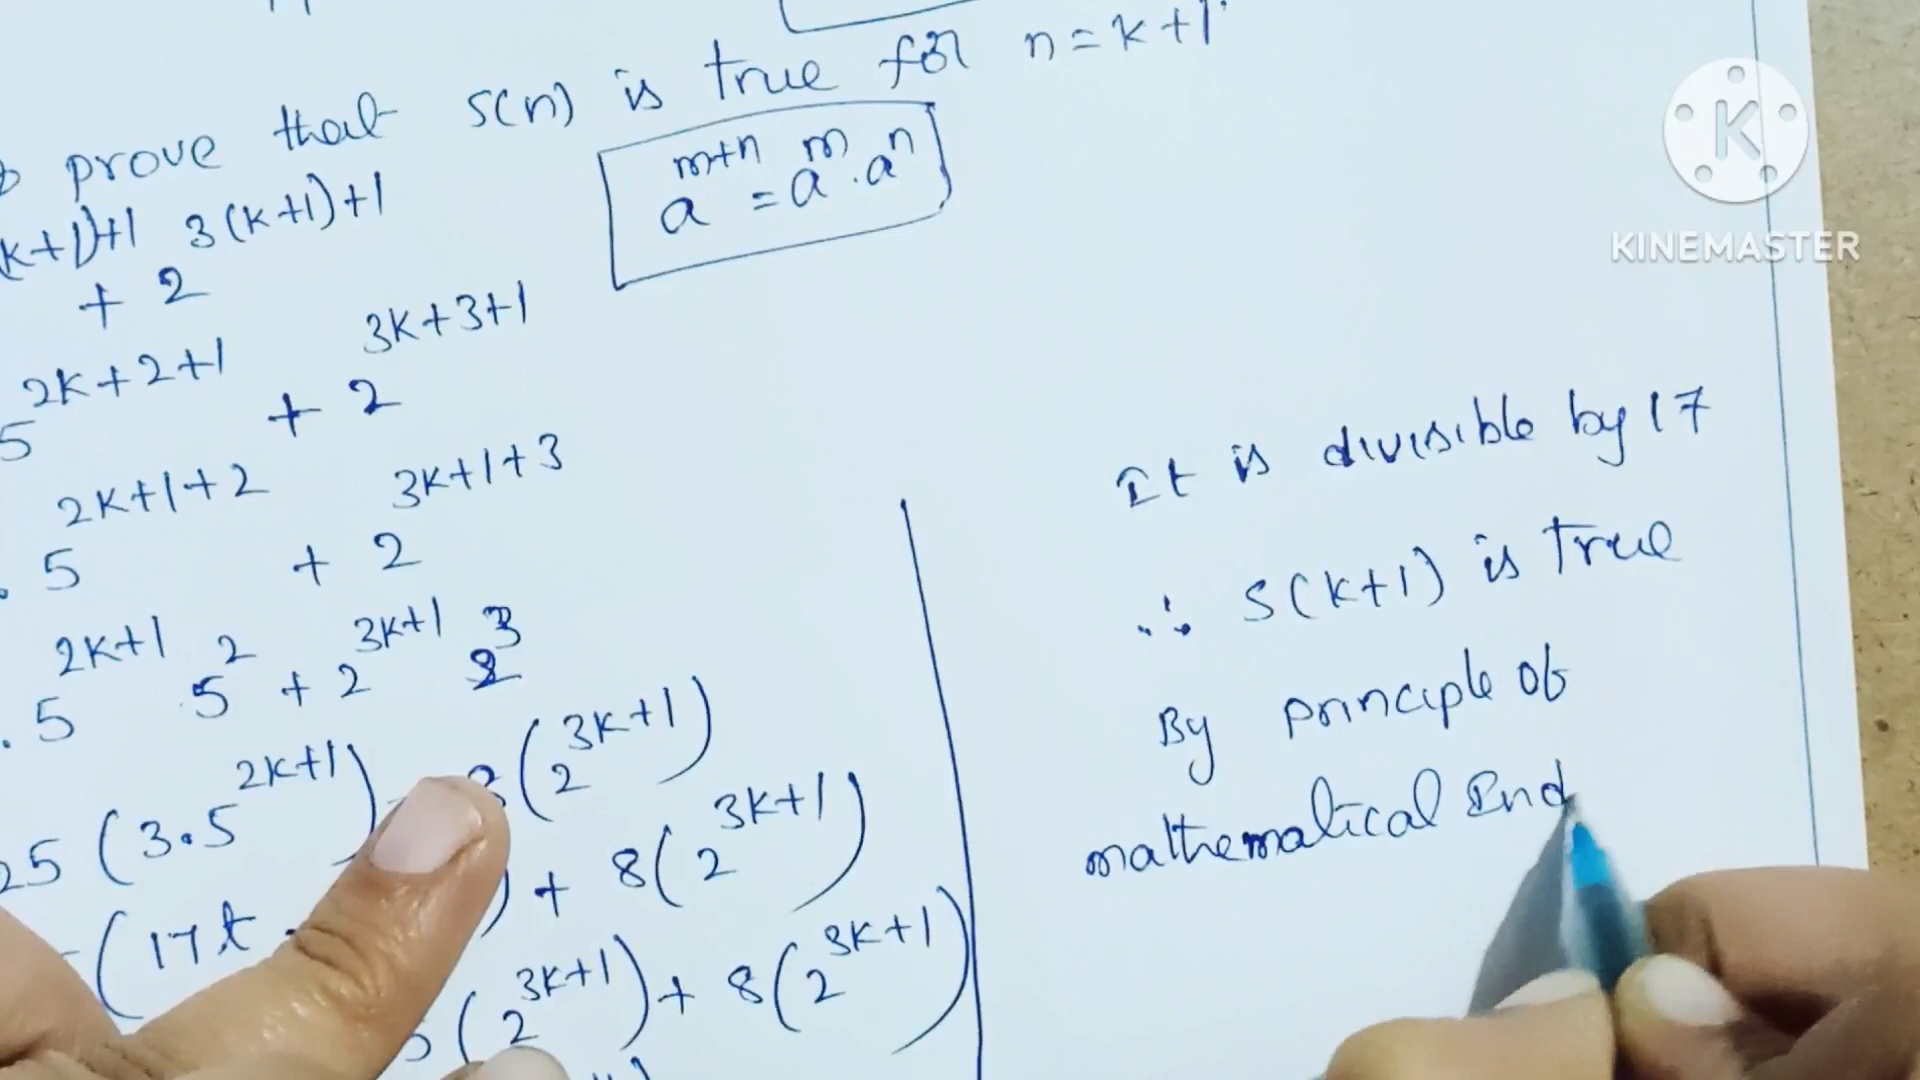 prove that S(n) is true for n=k+1.
a^{m+n} = a^m . a^n
k+1)+1 + 2^{3(k+1)+1}
5^{2k+2+1} + 2^{3k+3+1}
. 5^{2k+1+2} + 2^{3k+1+3}
. 5^{2k+1} 5^2 + 2^{3k+1} 2^3
25 (3.5^{2k+1}) (2^{3k+1})
(17t ) + 8(2^{3k+1})
(2^{3k+1}) + 8(2^{3k+1})
It is divisible by 17
∴ S(k+1) is true
By principle of
mathematical Ind
K
KINEMASTER